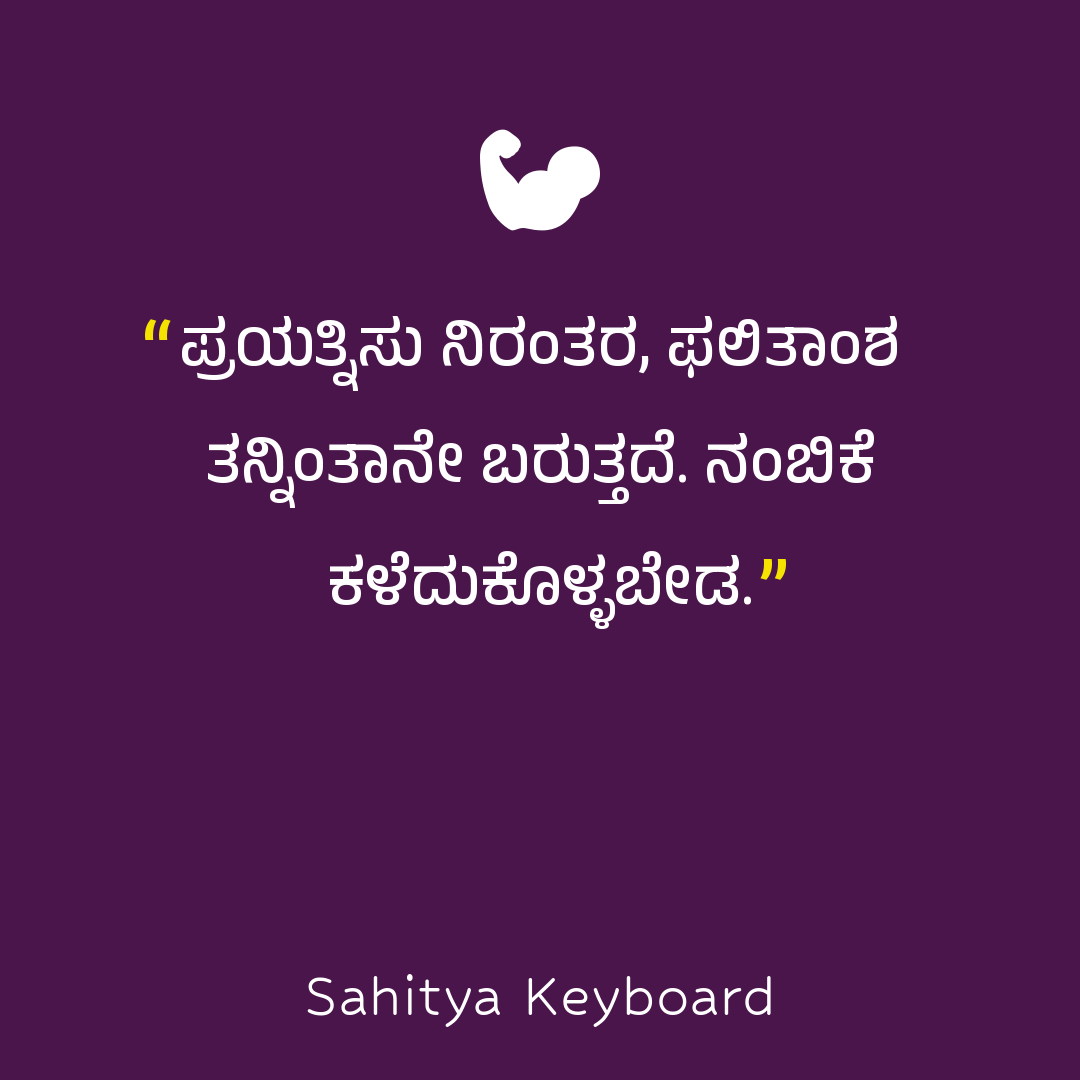 “ಪ್ರಯತ್ನಿಸು ನಿರಂತರ, ಫಲಿತಾಂಶ
ತನ್ನಿಂತಾನೇ ಬರುತ್ತದೆ. ನಂಬಿಕೆ
ಕಳೆದುಕೊಳ್ಳಬೇಡ.”
Sahitya Keyboard